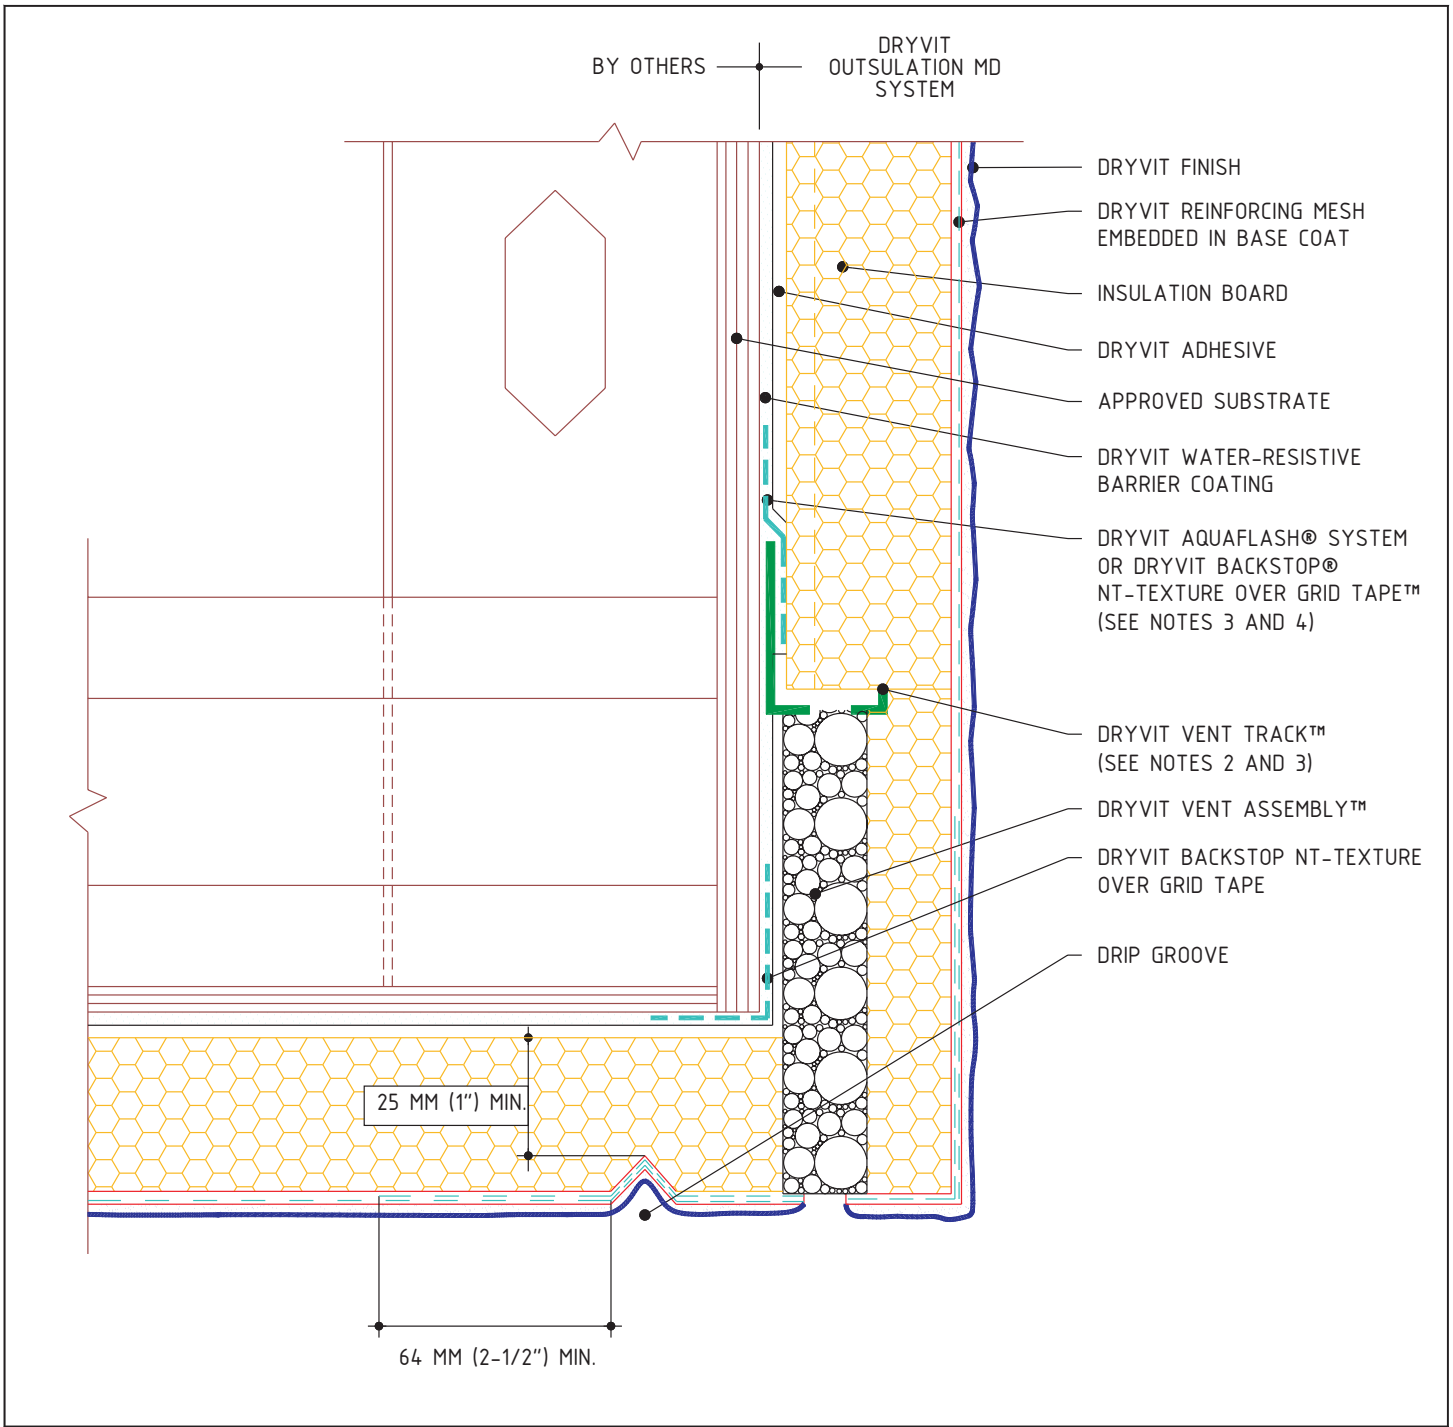 BY OTHERS
DRYVIT
OUTSULATION MD
SYSTEM
DRYVIT FINISH
DRYVIT REINFORCING MESH
EMBEDDED IN BASE COAT
INSULATION BOARD
DRYVIT ADHESIVE
APPROVED SUBSTRATE
DRYVIT WATER-RESISTIVE
BARRIER COATING
DRYVIT AQUAFLASH® SYSTEM
OR DRYVIT BACKSTOP®
NT-TEXTURE OVER GRID TAPE™
(SEE NOTES 3 AND 4)
DRYVIT VENT TRACK™
(SEE NOTES 2 AND 3)
DRYVIT VENT ASSEMBLY™
DRYVIT BACKSTOP NT-TEXTURE
OVER GRID TAPE
DRIP GROOVE
25 MM (1") MIN.
64 MM (2-1/2") MIN.